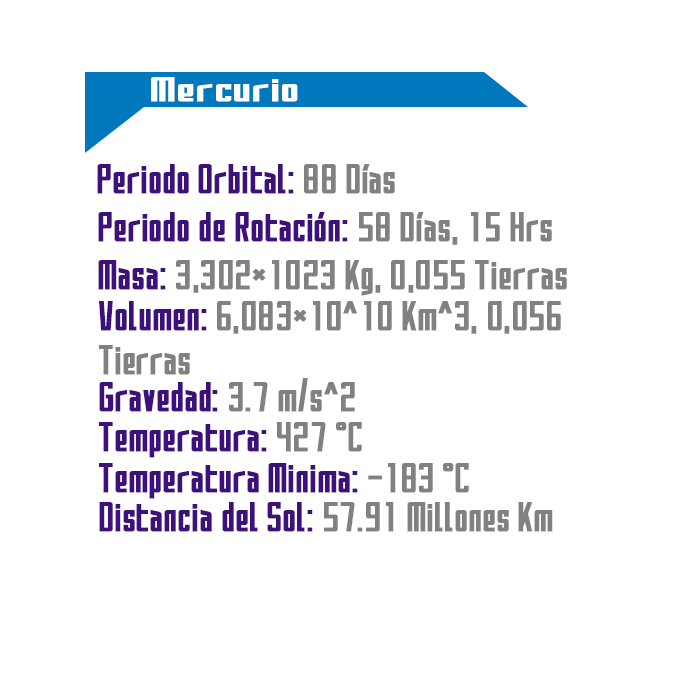 Mercurio
Periodo Orbital: 88 Días
Periodo de Rotación: 58 Días, 15 Hrs
Masa: 3,302×1023 Kg, 0,055 Tierras
Volumen: 6,083×10^10 Km^3, 0,056
Tierras
Gravedad: 3.7 m/s^2
Temperatura: 427 °C
Temperatura Minima: -183 °C
Distancia del Sol: 57.91 Millones Km